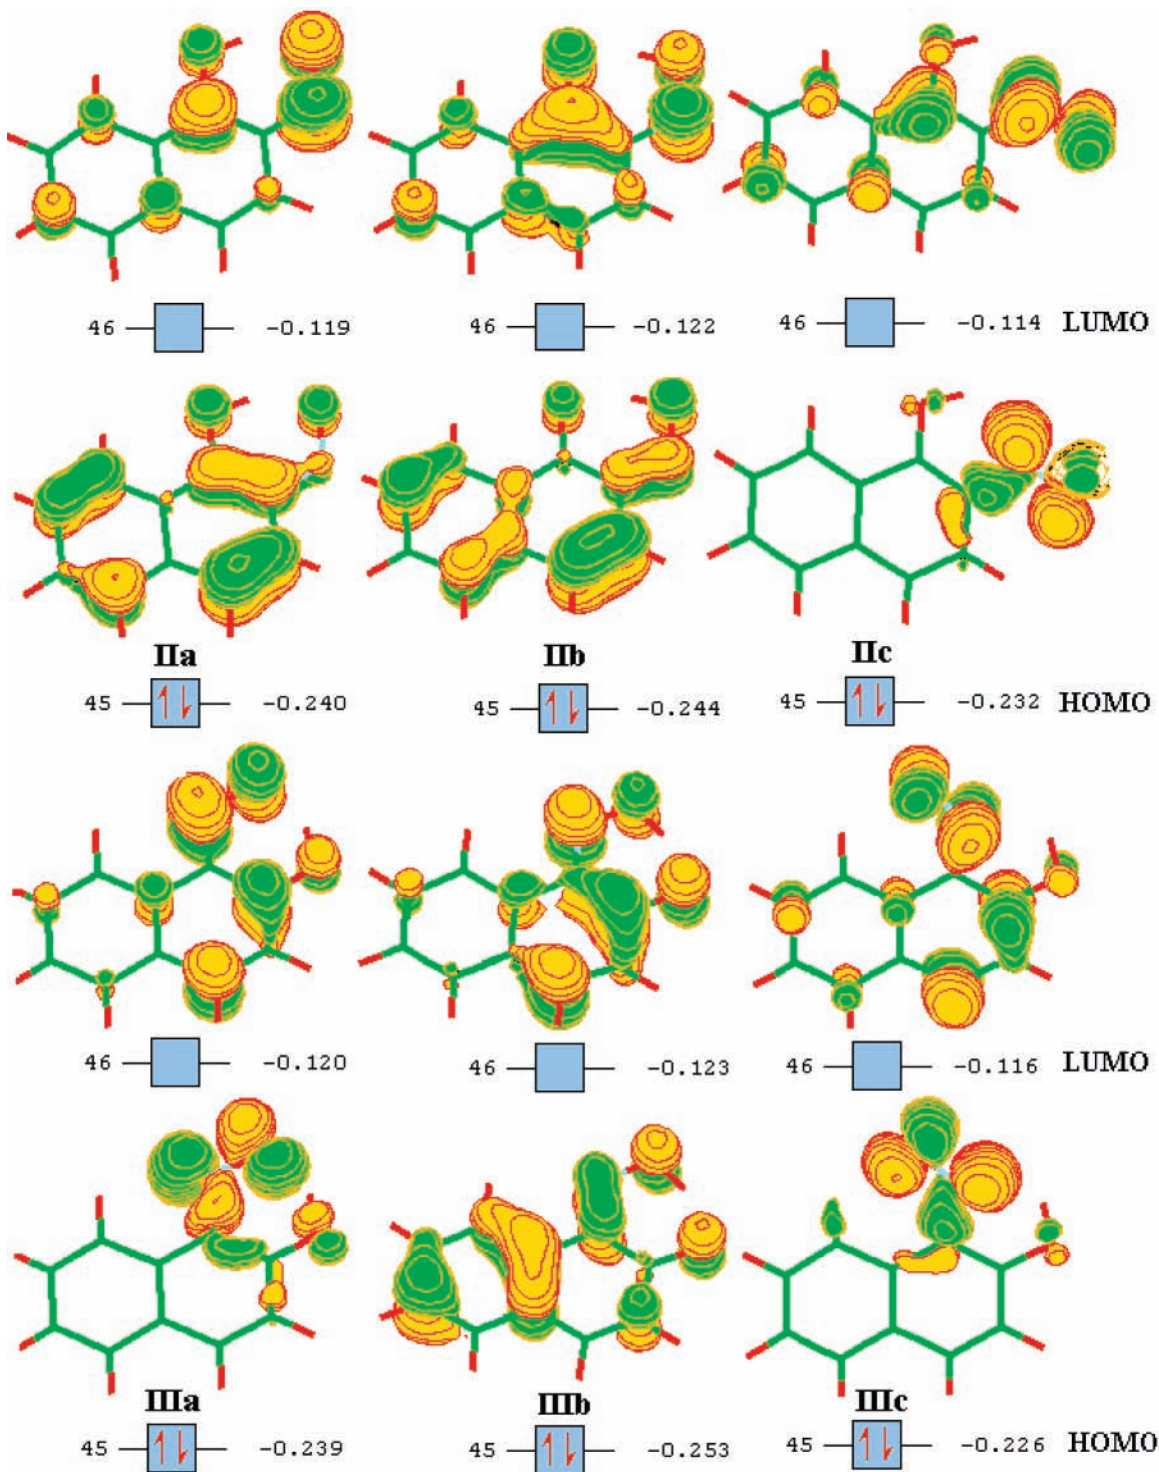 46 -0.119 46 -0.122 46 -0.114 LUMO
IIa IIb IIc
45 -0.240 45 -0.244 45 -0.232 HOMO
46 -0.120 46 -0.123 46 -0.116 LUMO
IIIa IIIb IIIc
45 -0.239 45 -0.253 45 -0.226 HOMO